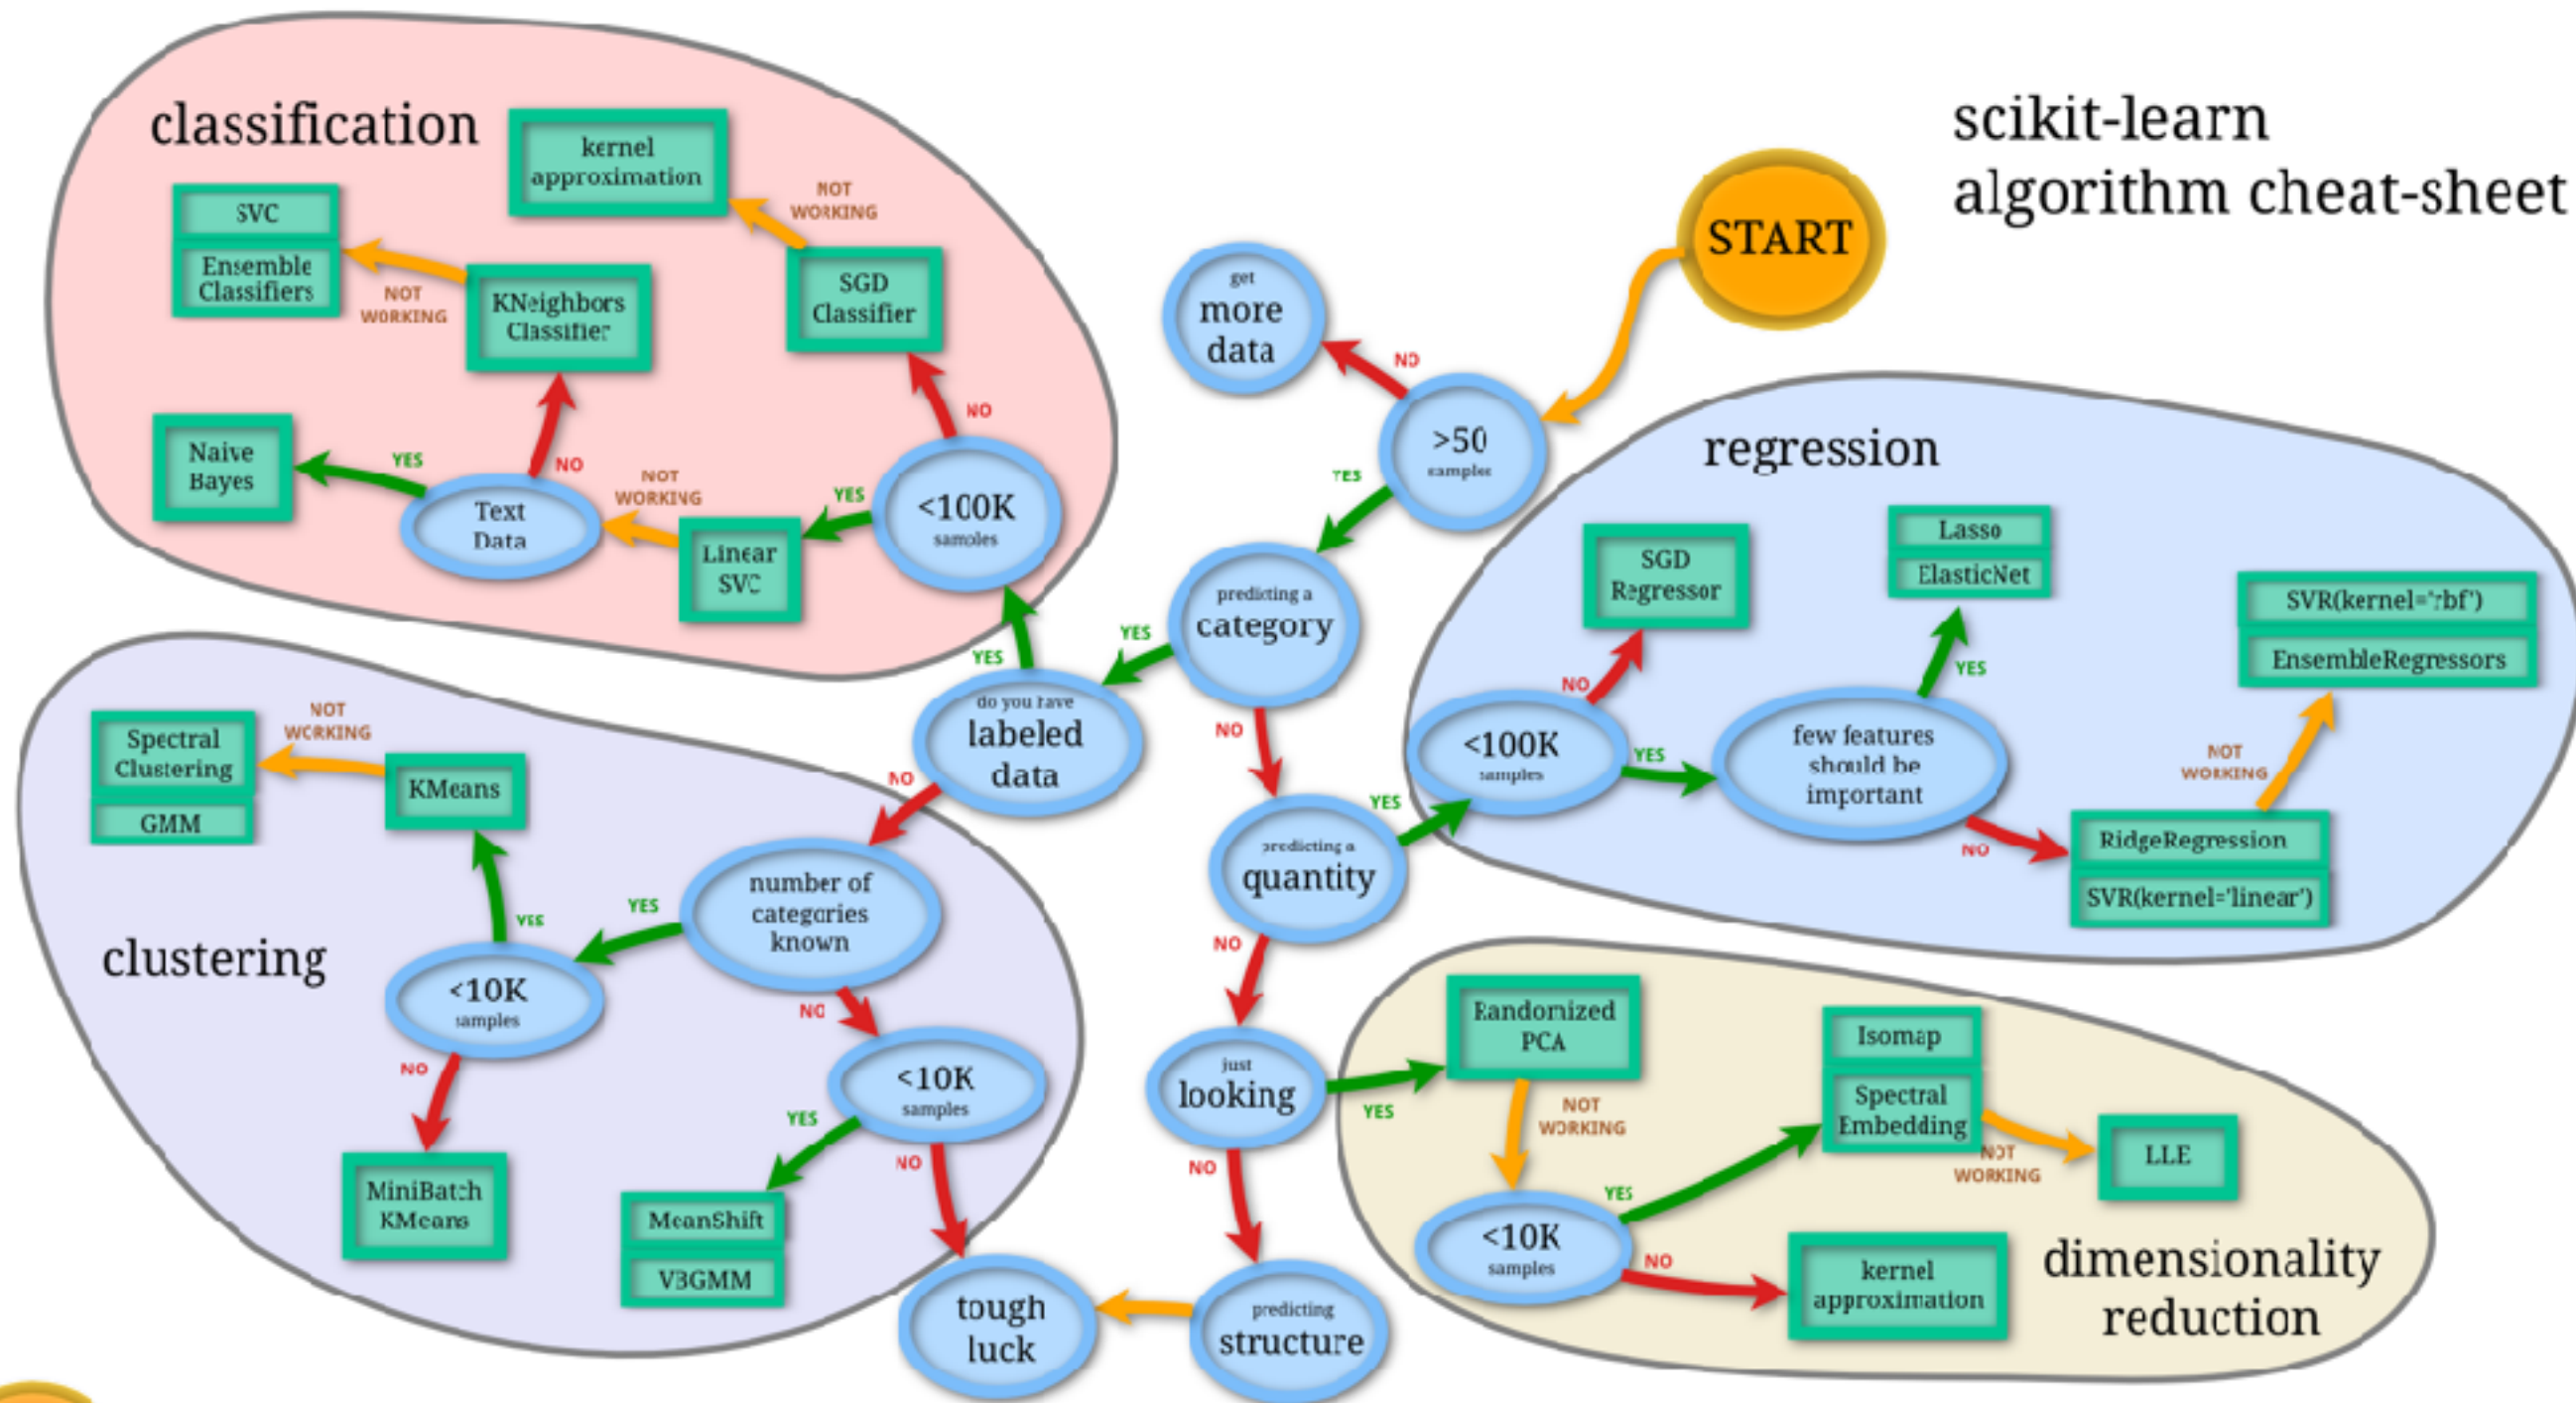 scikit-learn
algorithm cheat-sheet
START
>50
samples
NO
get
more
data
YES
predicting a
category
YES
do you have
labeled
data
YES
NO
NO
predicting a
quantity
YES
NO
just
looking
YES
NO
predicting
structure
tough
luck
classification
<100K
samples
NO
SGD
Classifier
NOT
WORKING
kernel
approximation
YES
Linear
SVC
NOT
WORKING
Text
Data
YES
Naive
Bayes
NO
KNeighbors
Classifier
NOT
WORKING
SVC
Ensemble
Classifiers
clustering
number of
categories
known
YES
<10K
samples
YES
KMeans
NOT
WORKING
Spectral
Clustering
GMM
NO
MiniBatch
KMeans
NO
<10K
samples
YES
MeanShift
VBGMM
NO
regression
<100K
samples
NO
SGD
Regressor
YES
few features
should be
important
YES
Lasso
ElasticNet
NO
RidgeRegression
SVR(kernel='linear')
NOT
WORKING
SVR(kernel='rbf')
EnsembleRegressors
dimensionality
reduction
Randomized
PCA
NOT
WORKING
<10K
samples
YES
Isomap
Spectral
Embedding
NOT
WORKING
LLE
NO
kernel
approximation